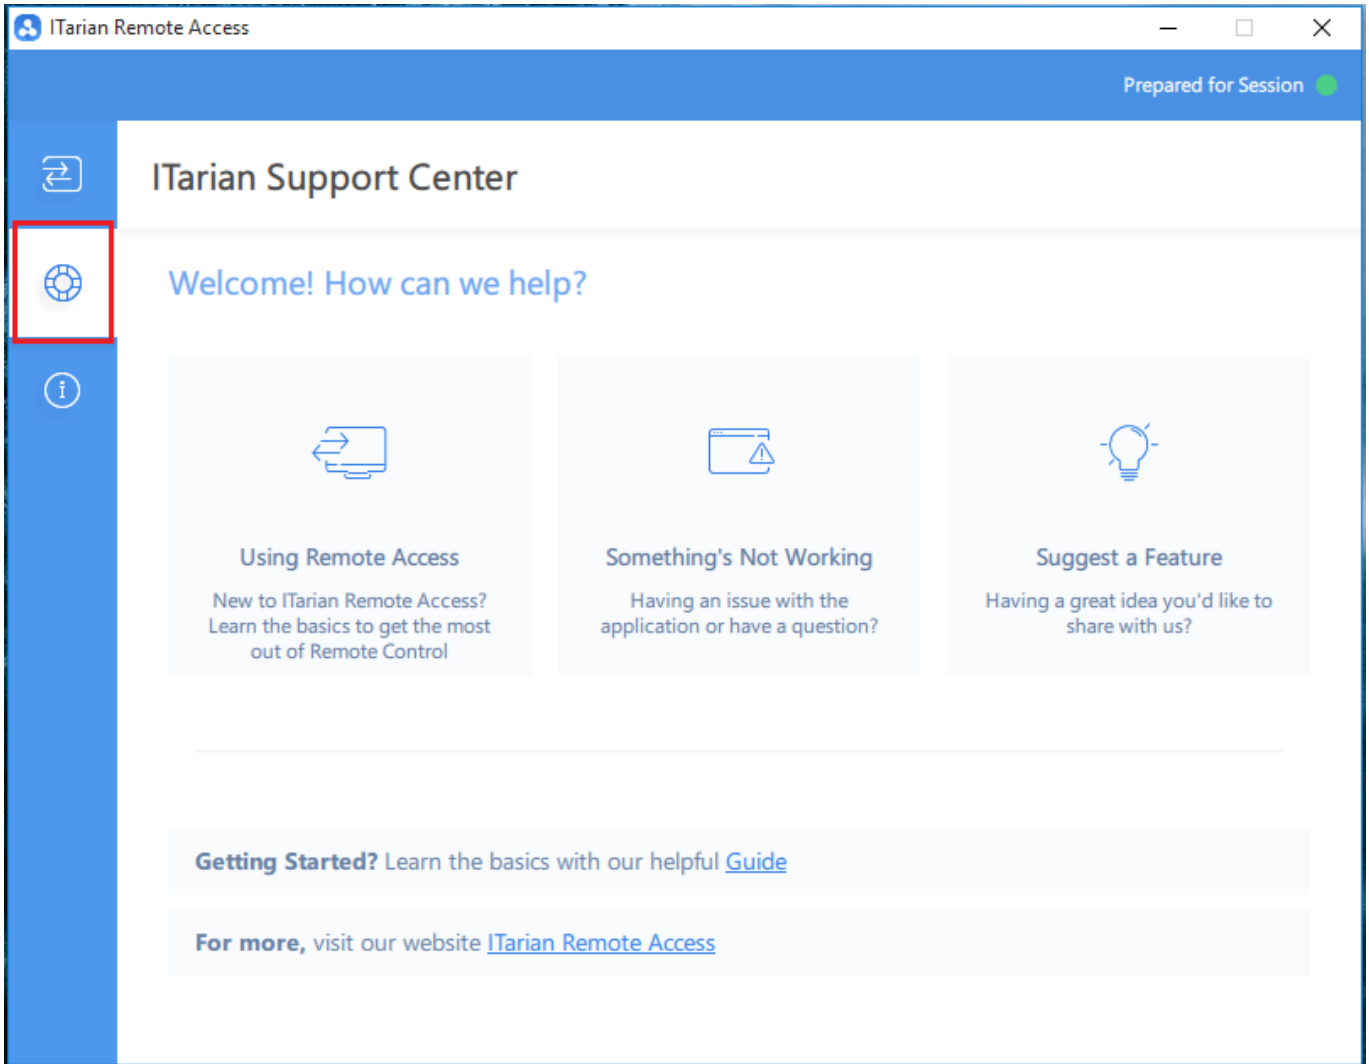 ITarian Remote Access
Prepared for Session
ITarian Support Center
Welcome! How can we help?
Using Remote Access
New to ITarian Remote Access?
Learn the basics to get the most
out of Remote Control
Something's Not Working
Having an issue with the
application or have a question?
Suggest a Feature
Having a great idea you'd like to
share with us?
Getting Started? Learn the basics with our helpful Guide
For more, visit our website ITarian Remote Access